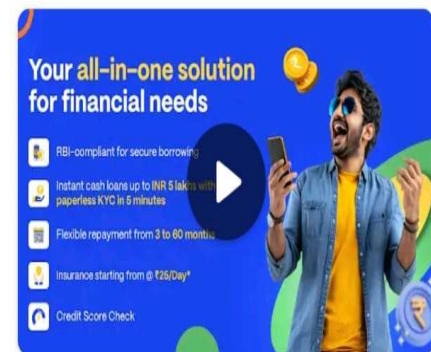 Your all-in-one solution
for financial needs
RBI-compliant for secure borrowing
Instant cash loans up to INR 5 lakhs with
paperless KYC in 5 minutes
Flexible repayment from 3 to 60 months
Insurance starting from @ ₹25/Day*
Credit Score Check